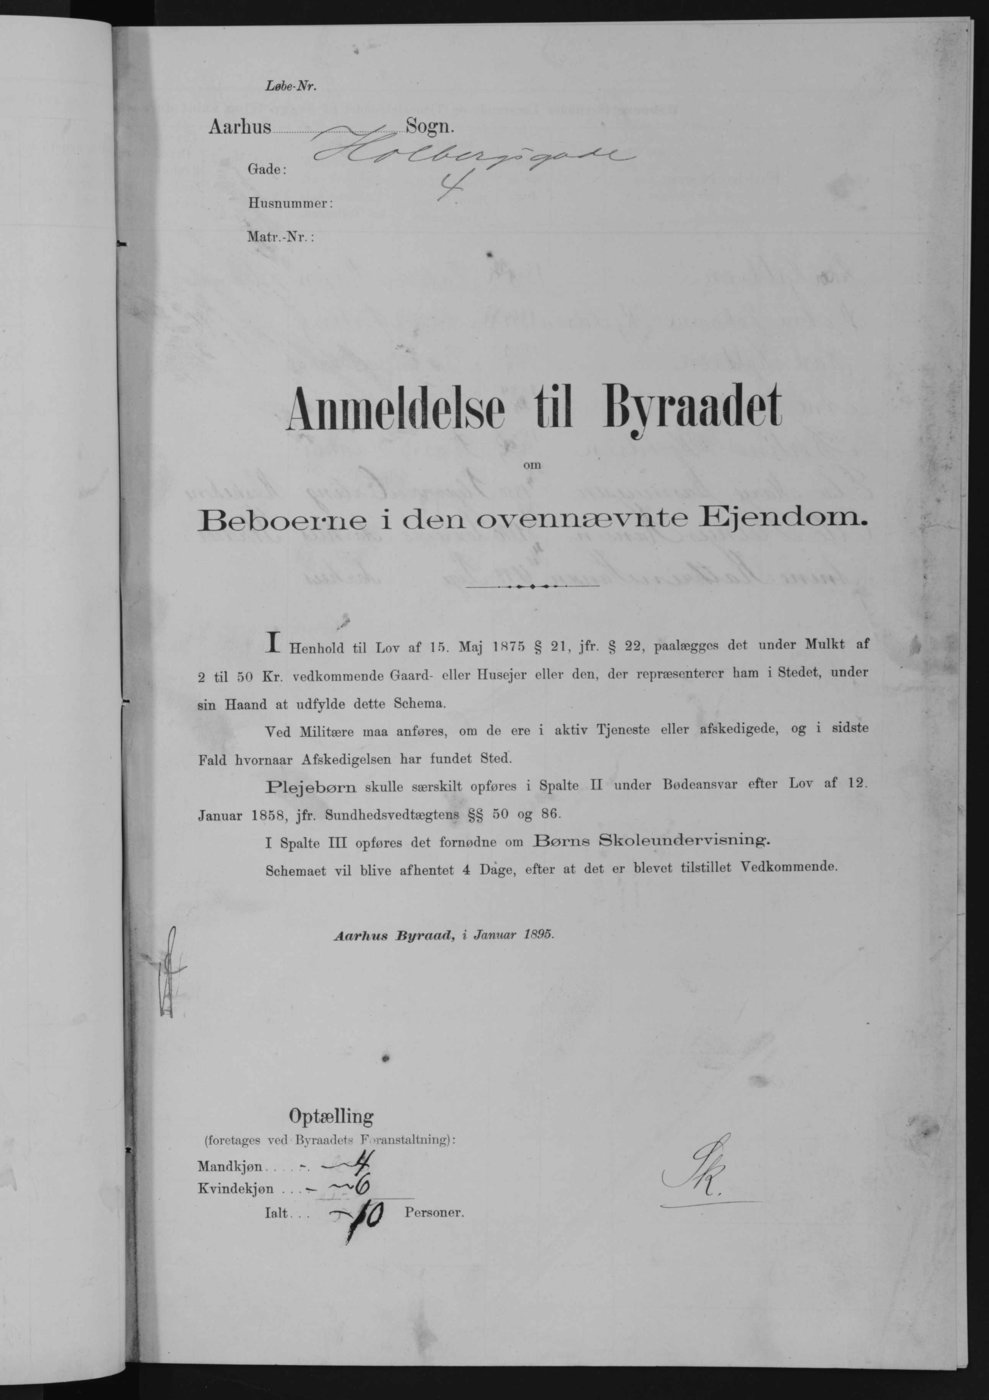 Løbe-Nr.
Aarhus Sogn.
Gade: Holbergsgade
Husnummer: 4
Matr.-Nr.:
Anmeldelse til Byraadet
om
Beboerne i den ovennævnte Ejendom.
I Henhold til Lov af 15. Maj 1875 § 21, jfr. § 22, paalægges det under Mulkt af
2 til 50 Kr. vedkommende Gaard- eller Husejer eller den, der repræsenterer ham i Stedet, under
sin Haand at udfylde dette Schema.
Ved Militære maa anføres, om de ere i aktiv Tjeneste eller afskedigede, og i sidste
Fald hvornaar Afskedigelsen har fundet Sted.
Plejebørn skulle særskilt opføres i Spalte II under Bødeansvar efter Lov af 12.
Januar 1858, jfr. Sundhedsvedtægtens §§ 50 og 86.
I Spalte III opføres det fornødne om Børns Skoleundervisning.
Schemaet vil blive afhentet 4 Dage, efter at det er blevet tilstillet Vedkommende.
Aarhus Byraad, i Januar 1895.
Optælling
(foretages ved Byraadets Foranstaltning):
Mandkjøn . . . . 4
Kvindekjøn . . . 6
Ialt. . . 10 Personer.
Sk.